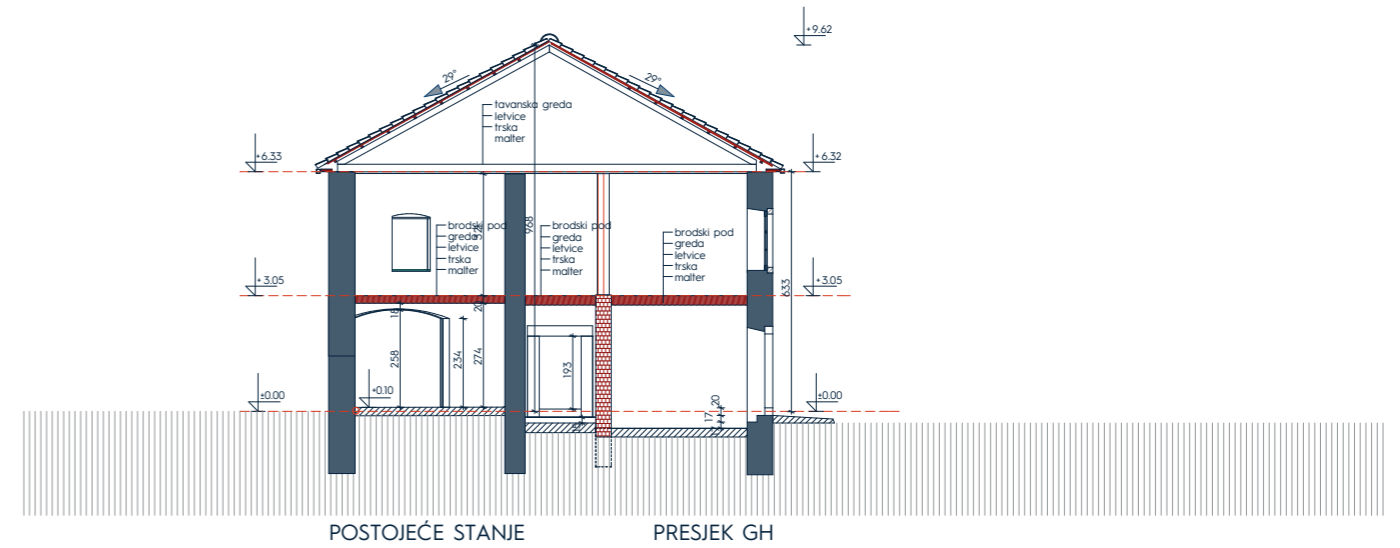 +9.62
29°
29°
tavanska greda
letvice
trska
malter
+6.33
+6.32
968
brodski pod
greda
letvice
trska
malter
brodski pod
greda
letvice
trska
malter
brodski pod
greda
letvice
trska
malter
+3.05
+3.05
633
18
20
258
234
274
193
+0.10
±0.00
±0.00
20
17
POSTOJEĆE STANJE
PRESJEK GH